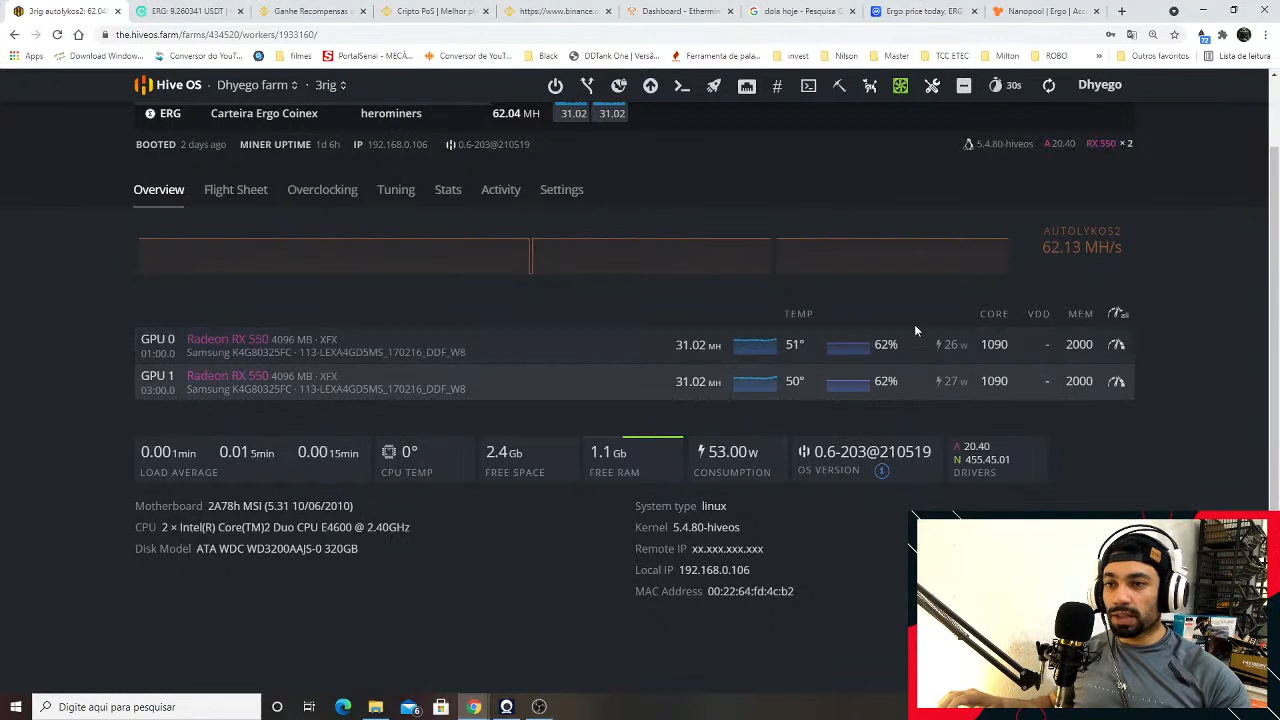 3rig autolykos2: 62.04
ERG: 9.260341 USDT |
Ganhe Recompensas
Cripto PoS | Melhor p
https://www.binance.c
Dashboard - Ethermin
dola hoje - Pesquisa G
Ergo price today, ERG
Nanopool | Ergo | Acc
the.hiveos.farm/farms/434520/workers/1933160/
Apps
Conversor de YouT...
filmes
PortalSenai — MECÂ...
Conversor de YouT...
Black
DDTank One | Versã...
Ferramenta de pala...
invest
Nilson
Master
TCC ETEC
Milton
ROBO
Outros favoritos
Lista de leitura
Hive OS
Dhyego farm
3rig
30s
Dhyego
ERG
Carteira Ergo Coinex
herominers
62.04 MH
31.02
31.02
BOOTED 2 days ago
MINER UPTIME 1d 6h
IP 192.168.0.106
0.6-203@210519
5.4.80-hiveos
A 20.40
RX 550 × 2
Overview
Flight Sheet
Overclocking
Tuning
Stats
Activity
Settings
AUTOLYKOS2
62.13 MH/s
TEMP
CORE
VDD
MEM
GPU 0
Radeon RX 550 4096 MB · XFX
31.02 MH
51°
62%
26 W
1090
-
2000
01:00.0
Samsung K4G80325FC · 113-LEXA4GD5MS_170216_DDF_W8
GPU 1
Radeon RX 550 4096 MB · XFX
31.02 MH
50°
62%
27 W
1090
-
2000
03:00.0
Samsung K4G80325FC · 113-LEXA4GD5MS_170216_DDF_W8
0.00 1min
0.01 5min
0.00 15min
LOAD AVERAGE
0°
CPU TEMP
2.4 Gb
FREE SPACE
1.1 Gb
FREE RAM
53.00 W
CONSUMPTION
0.6-203@210519
OS VERSION
A 20.40
N 455.45.01
DRIVERS
Motherboard 2A78h MSI (5.31 10/06/2010)
CPU 2 × Intel(R) Core(TM)2 Duo CPU E4600 @ 2.40GHz
Disk Model ATA WDC WD3200AAJS-0 320GB
System type linux
Kernel 5.4.80-hiveos
Remote IP xx.xxx.xxx.xxx
Local IP 192.168.0.106
MAC Address 00:22:64:fd:4c:b2
Digite aqui para pesquisar